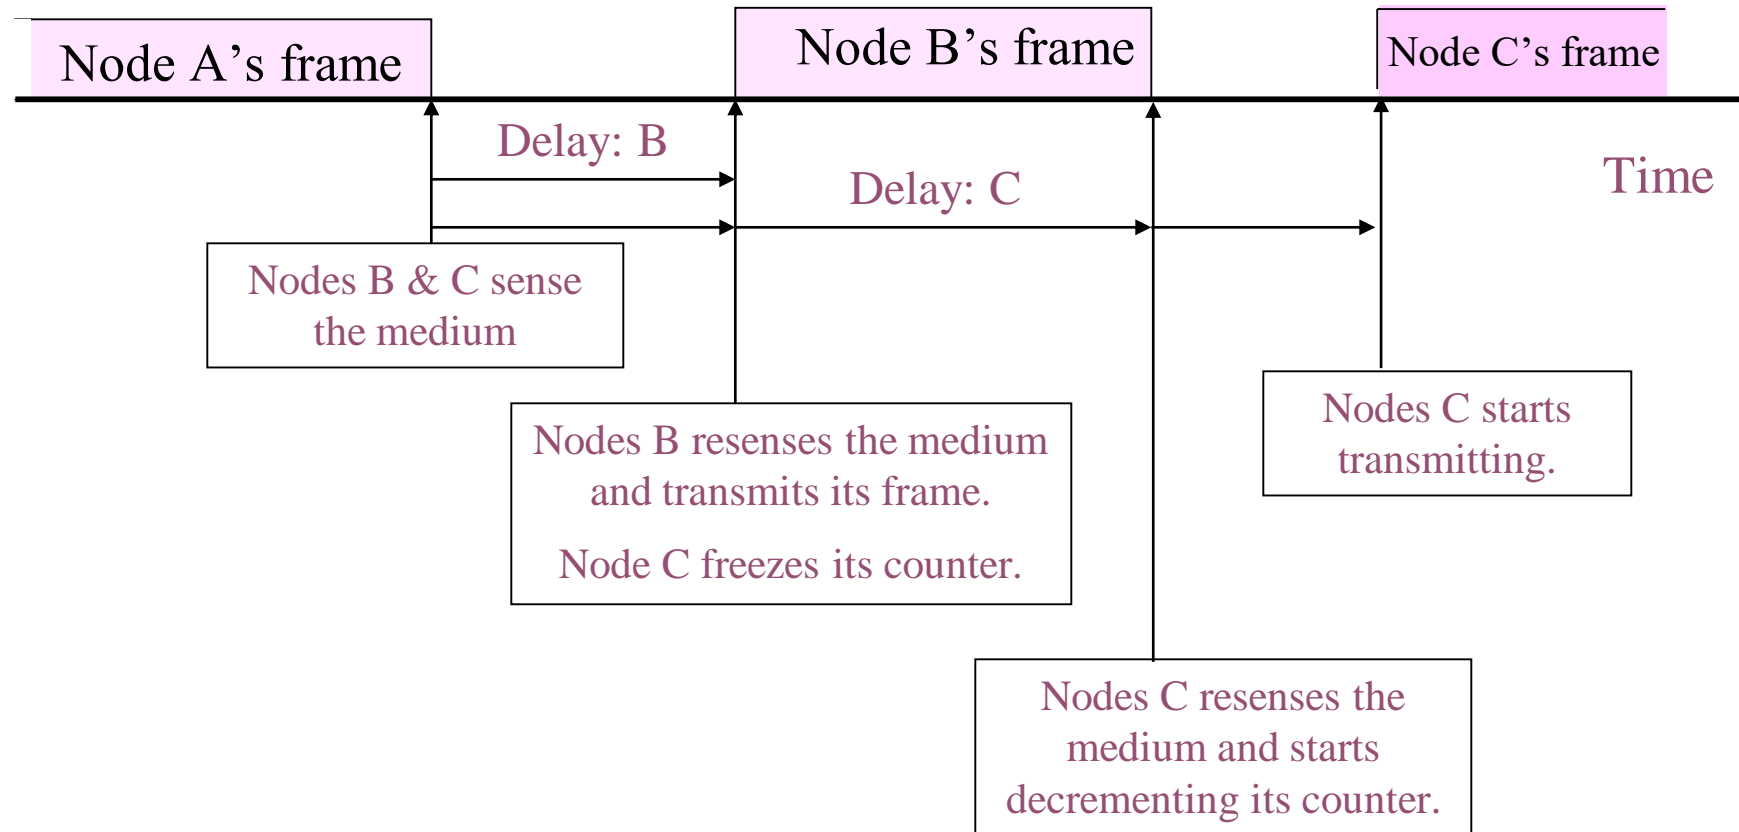 Node A’s frame
Node B’s frame
Node C’s frame
Delay: B
Delay: C
Time
Nodes B & C sense
the medium
Nodes B resenses the medium
and transmits its frame.
Node C freezes its counter.
Nodes C starts
transmitting.
Nodes C resenses the
medium and starts
decrementing its counter.